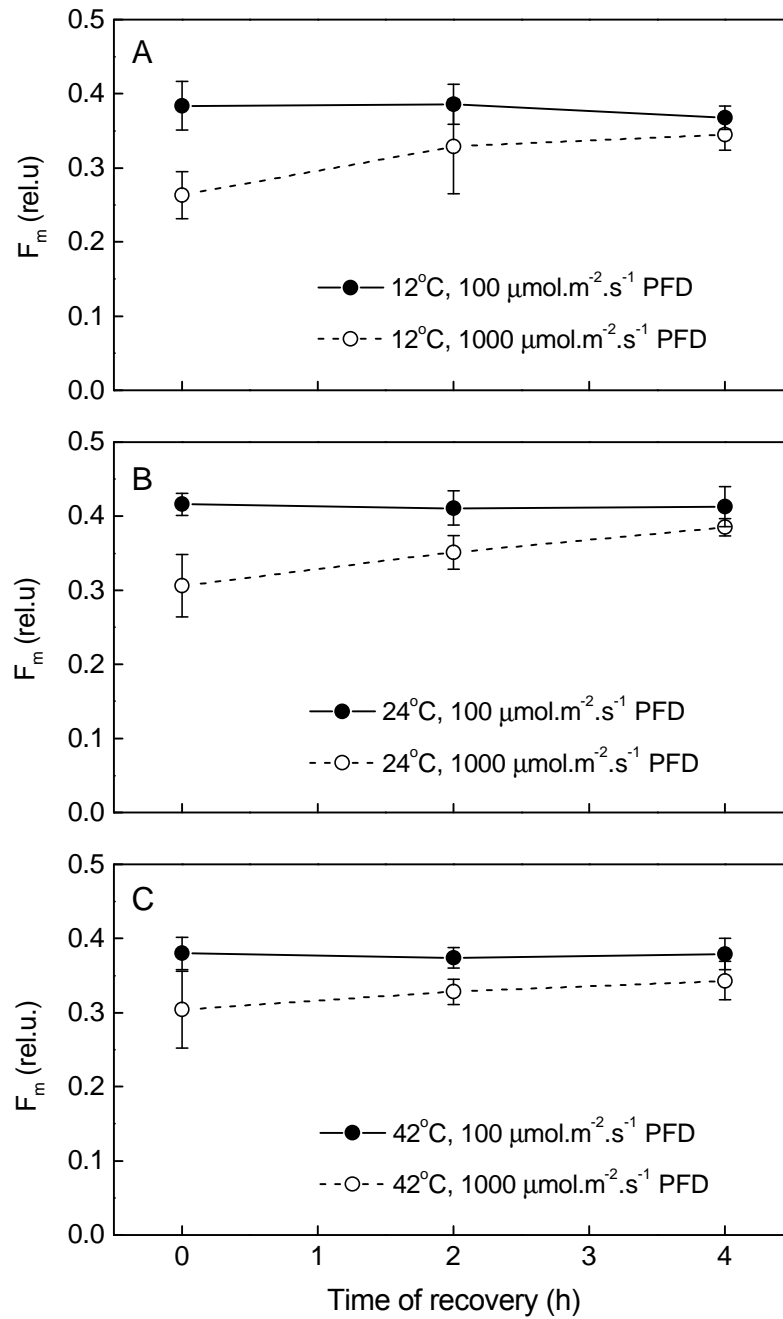 A
0.5
0.4
0.3
0.2
0.1
0.0
Fm (rel.u)
12°C, 100 μmol.m⁻².s⁻¹ PFD
12°C, 1000 μmol.m⁻².s⁻¹ PFD
B
0.5
0.4
0.3
0.2
0.1
0.0
Fm (rel.u)
24°C, 100 μmol.m⁻².s⁻¹ PFD
24°C, 1000 μmol.m⁻².s⁻¹ PFD
C
0.5
0.4
0.3
0.2
0.1
0.0
Fm (rel.u.)
42°C, 100 μmol.m⁻².s⁻¹ PFD
42°C, 1000 μmol.m⁻².s⁻¹ PFD
0 1 2 3 4
Time of recovery (h)